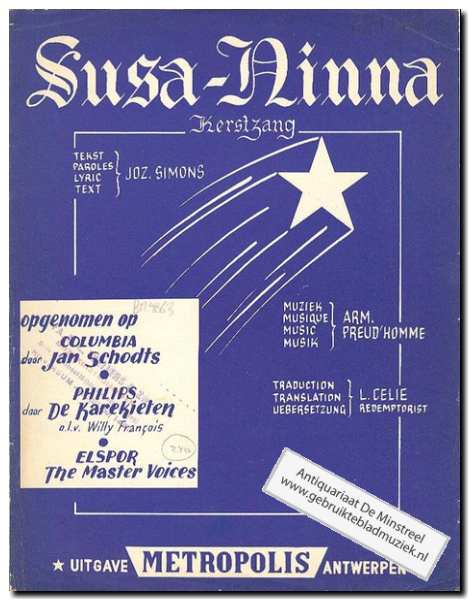 Susa-Ninna
Kerstzang
TEKST
PAROLES
LYRIC
TEXT
JOZ. SIMONS
MUZIEK
MUSIQUE
MUSIC
MUSIK
ARM.
PREUD'HOMME
TRADUCTION
TRANSLATION
UEBERSETZUNG
L. CELIE
REDEMPTORIST
opgenomen op
COLUMBIA
door Jan Schodts
PHILIPS
door De Karekieten
o.l.v. Willy François
ELSPOR
The Master Voices
Antiquariaat De Minstreel
www.gebruiktebladmuziek.nl
★ UITGAVE METROPOLIS ANTWERPEN ★